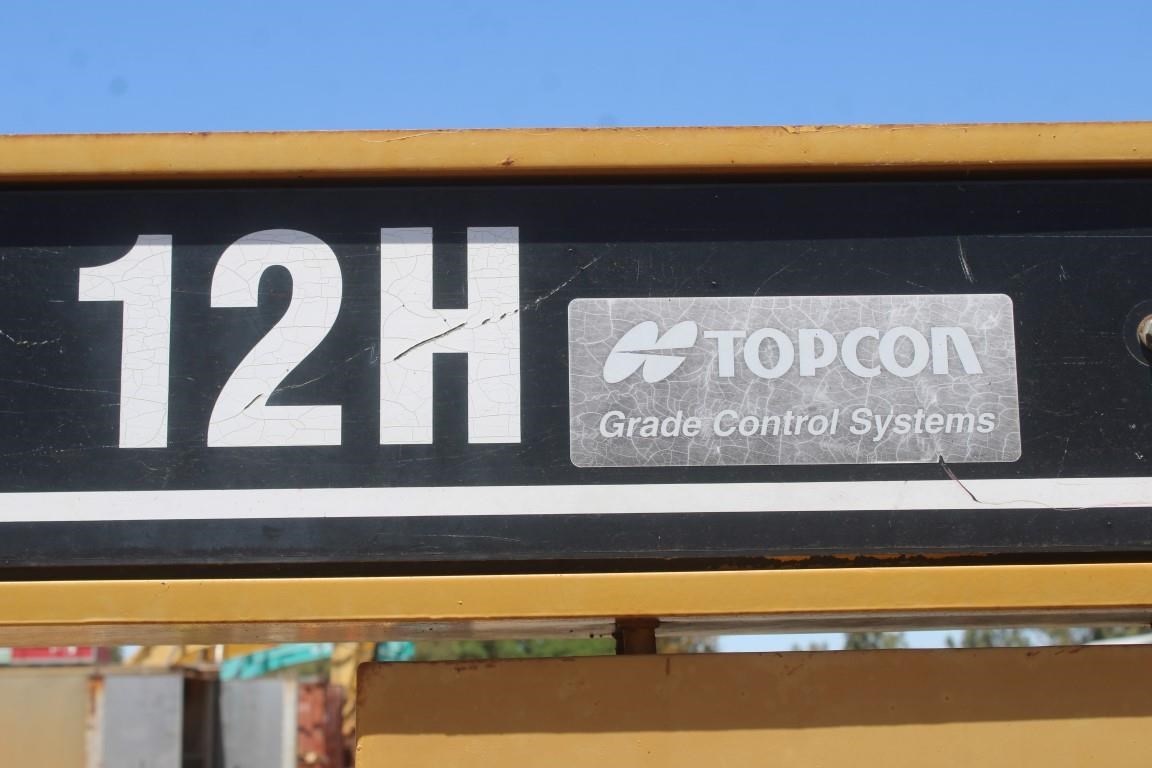 12H
TOPCON
Grade Control Systems